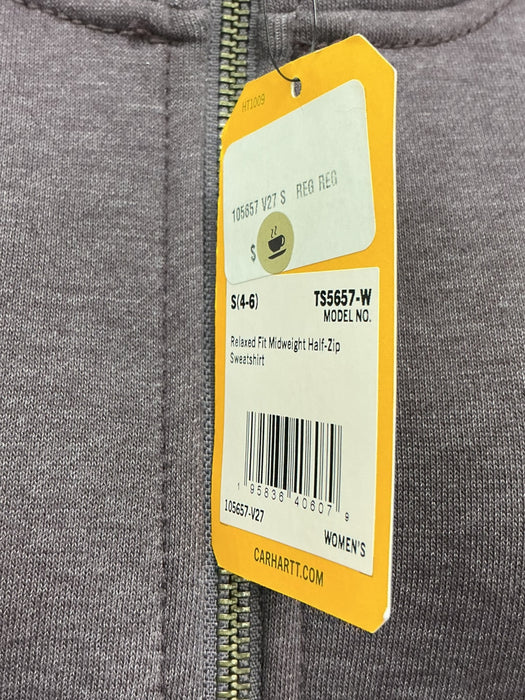 HT1009
105657 V27 S REG REG
$
S(4-6) TS5657-W
MODEL NO.
Relaxed Fit Midweight Half-Zip
Sweatshirt
1 95836 40607 9
105657-V27
WOMEN'S
CARHARTT.COM